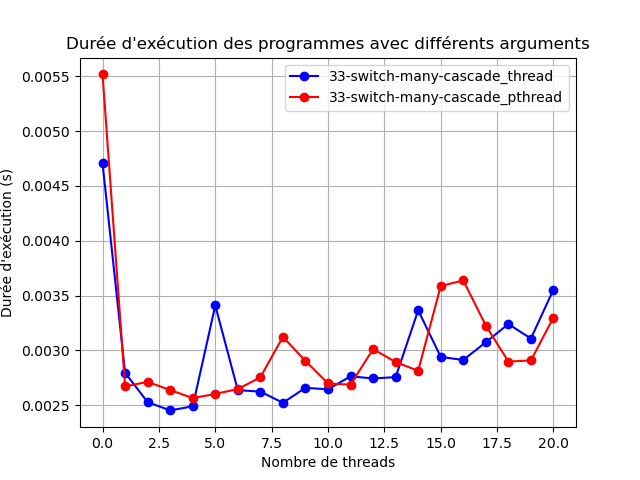 Durée d'exécution des programmes avec différents arguments
33-switch-many-cascade_thread
33-switch-many-cascade_pthread
Durée d'exécution (s)
0.0055
0.0050
0.0045
0.0040
0.0035
0.0030
0.0025
0.0 2.5 5.0 7.5 10.0 12.5 15.0 17.5 20.0
Nombre de threads